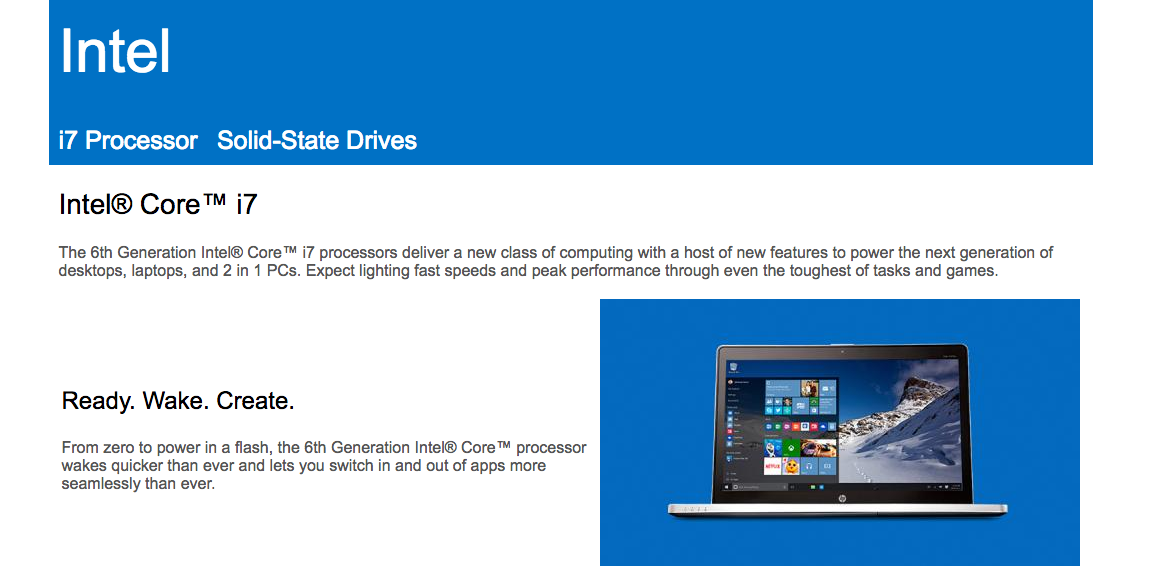 Intel
i7 Processor Solid-State Drives
Intel® Core™ i7
The 6th Generation Intel® Core™ i7 processors deliver a new class of computing with a host of new features to power the next generation of
desktops, laptops, and 2 in 1 PCs. Expect lighting fast speeds and peak performance through even the toughest of tasks and games.
Ready. Wake. Create.
From zero to power in a flash, the 6th Generation Intel® Core™ processor
wakes quicker than ever and lets you switch in and out of apps more
seamlessly than ever.
NETFLIX
hp